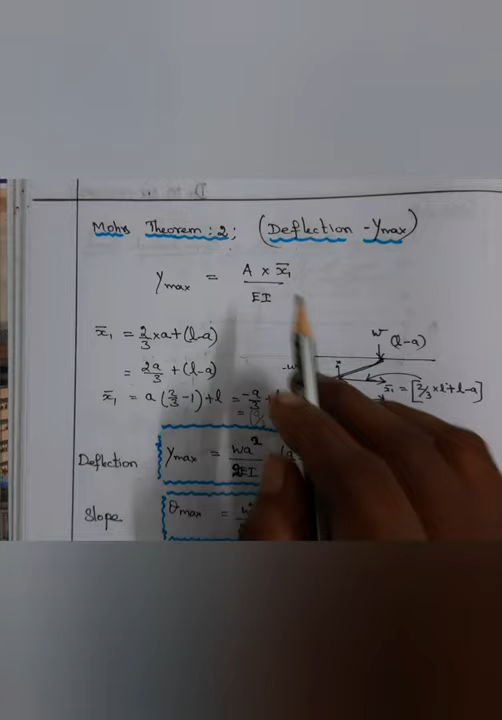 Mohrs Theorem : 2 ; (Deflection - Ymax)
Ymax = A × x̄₁ / EI
x̄₁ = 2/3 × a + (l-a)
= 2a/3 + (l-a)
x̄₁ = a (2/3 - 1) + l = -a/3
W (l-a)
x̄₁ = [2/3 × l + l-a]
Deflection Ymax = wa² / 2EI
Slope θmax =